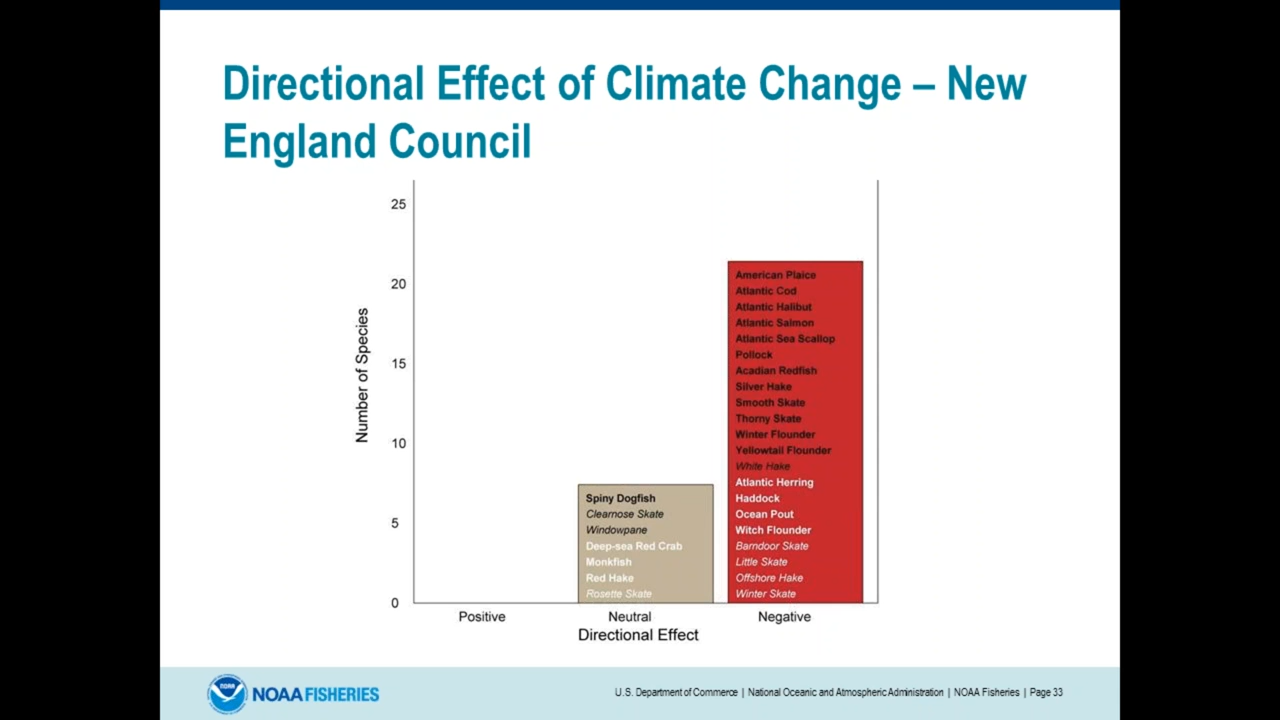 Directional Effect of Climate Change – New
England Council
25
20
15
10
5
0
Number of Species
American Plaice
Atlantic Cod
Atlantic Halibut
Atlantic Salmon
Atlantic Sea Scallop
Pollock
Acadian Redfish
Silver Hake
Smooth Skate
Thorny Skate
Winter Flounder
Yellowtail Flounder
White Hake
Atlantic Herring
Haddock
Ocean Pout
Witch Flounder
Barndoor Skate
Little Skate
Offshore Hake
Winter Skate
Spiny Dogfish
Clearnose Skate
Windowpane
Deep-sea Red Crab
Monkfish
Red Hake
Rosette Skate
Positive
Neutral
Negative
Directional Effect
NOAA
NOAA FISHERIES
U.S. Department of Commerce | National Oceanic and Atmospheric Administration | NOAA Fisheries | Page 33